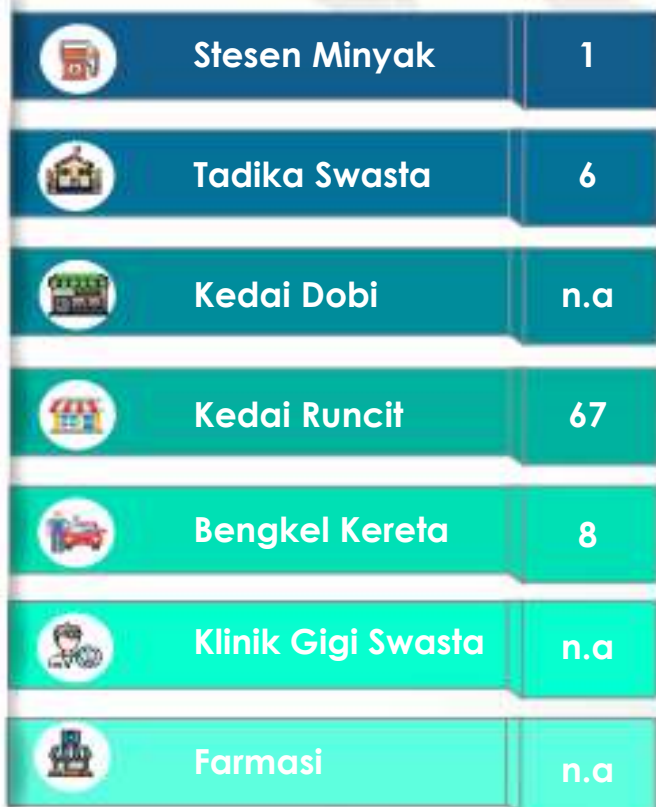 Stesen Minyak 1
Tadika Swasta 6
Kedai Dobi n.a
Kedai Runcit 67
Bengkel Kereta 8
Klinik Gigi Swasta n.a
Farmasi n.a